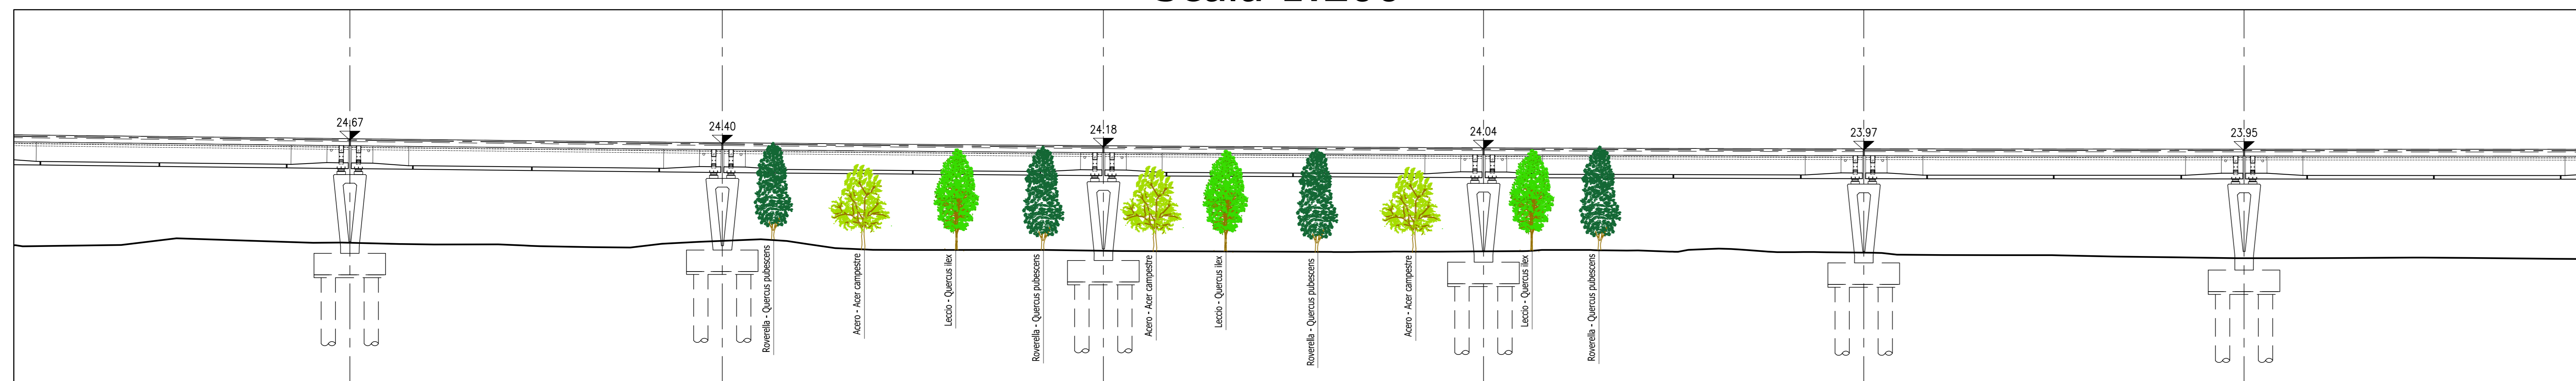 24.67
24.40
24.18
24.04
23.97
23.95
Roverella - Quercus pubescens
Acero - Acer campestre
Leccio - Quercus ilex
Roverella - Quercus pubescens
Acero - Acer campestre
Leccio - Quercus ilex
Roverella - Quercus pubescens
Acero - Acer campestre
Leccio - Quercus ilex
Roverella - Quercus pubescens